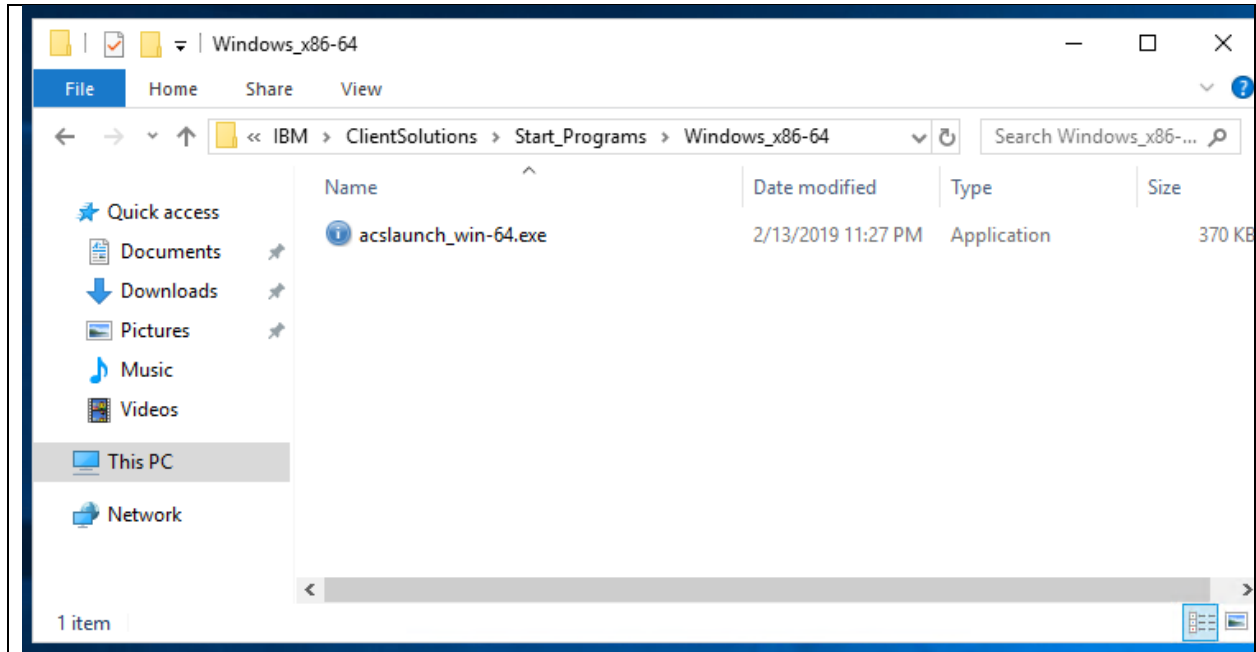 Windows_x86-64
File Home Share View
« IBM > ClientSolutions > Start_Programs > Windows_x86-64 Search Windows_x86-...
Name Date modified Type Size
Quick access
acslaunch_win-64.exe 2/13/2019 11:27 PM Application 370 KB
Documents
Downloads
Pictures
Music
Videos
This PC
Network
1 item